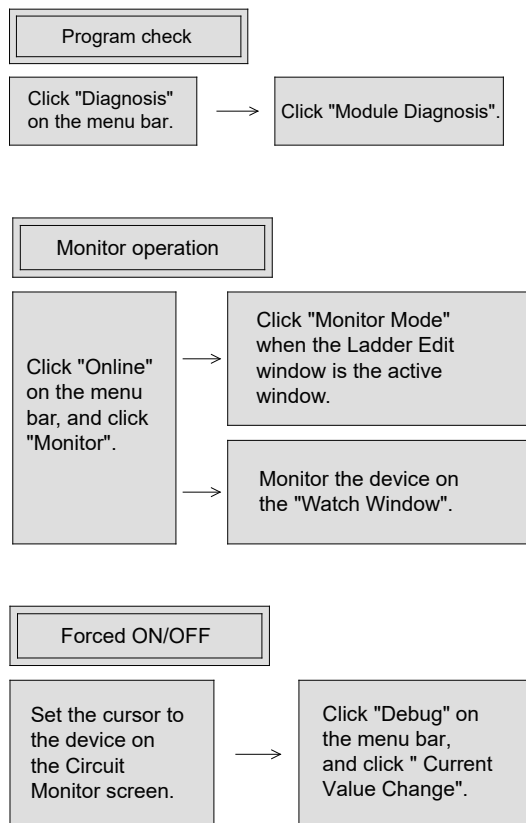 Program check
Click "Diagnosis"
on the menu bar.
Click "Module Diagnosis".
Monitor operation
Click "Online"
on the menu
bar, and click
"Monitor".
Click "Monitor Mode"
when the Ladder Edit
window is the active
window.
Monitor the device on
the "Watch Window".
Forced ON/OFF
Set the cursor to
the device on
the Circuit
Monitor screen.
Click "Debug" on
the menu bar,
and click " Current
Value Change".